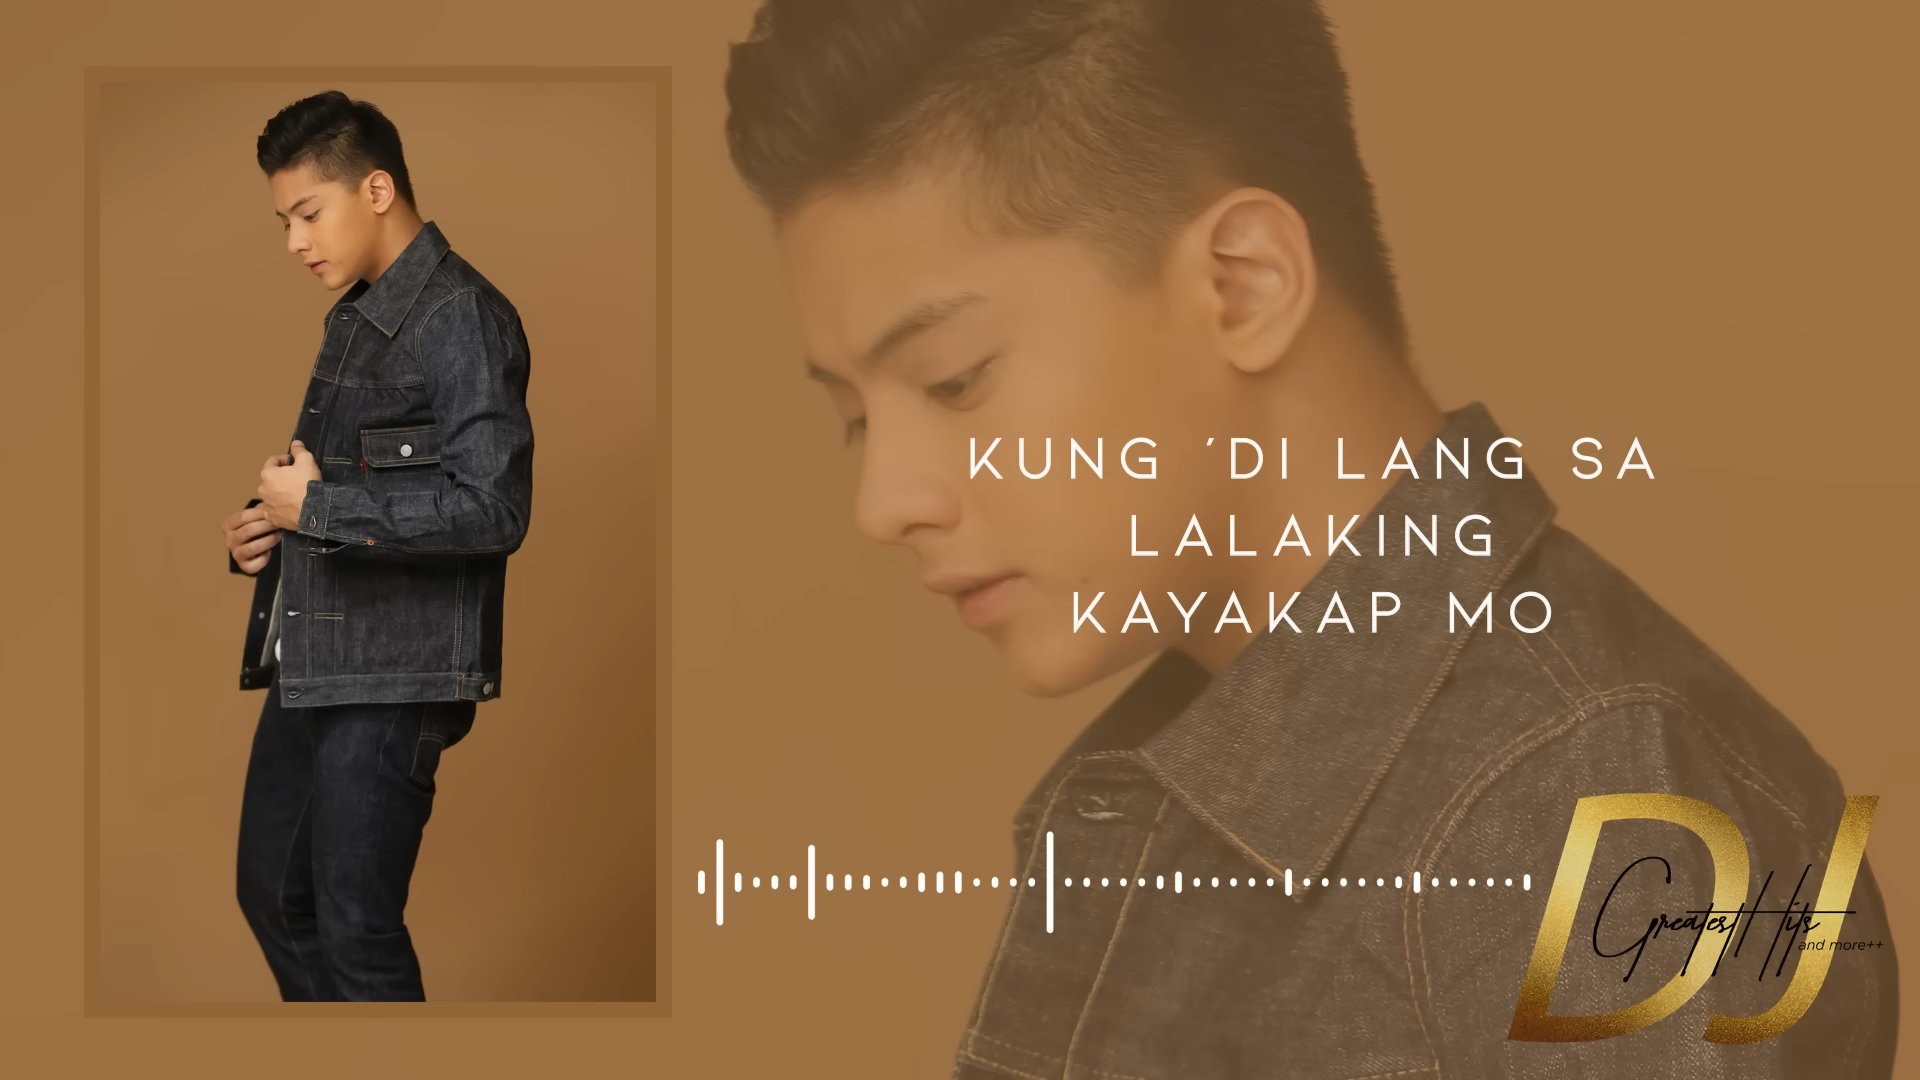 KUNG 'DI LANG SA
LALAKING
KAYAKAP MO
DJ
Greatest Hits
and more++